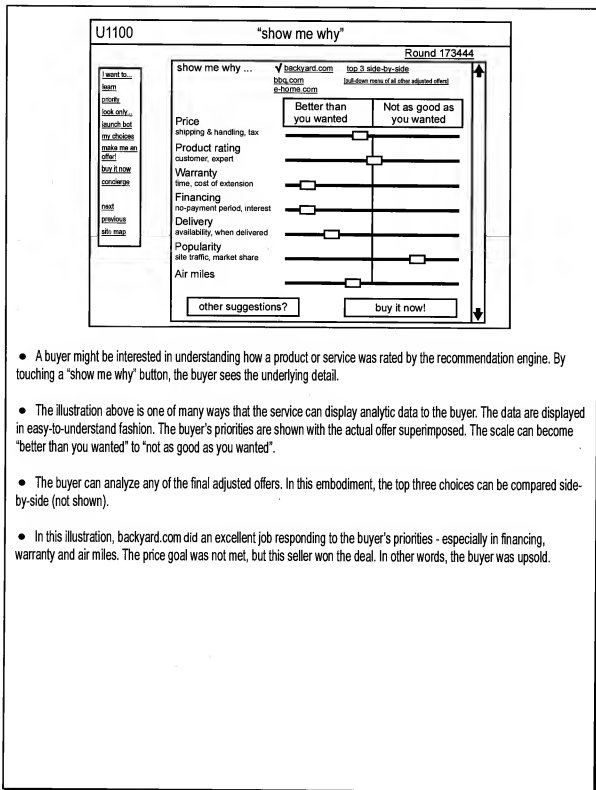 U1100 "show me why"
Round 173444
I want to...
learn
priority
look only...
launch bot
my choices
make me an
offer!
buy it now
concierge
next
previous
site map
show me why ... √ backyard.com top 3 side-by-side
bbq.com [pull-down menu of all other adjusted offers]
e-home.com
Better than
you wanted
Not as good as
you wanted
Price
shipping & handling, tax
Product rating
customer, expert
Warranty
time, cost of extension
Financing
no-payment period, interest
Delivery
availability, when delivered
Popularity
site traffic, market share
Air miles
other suggestions? buy it now!
● A buyer might be interested in understanding how a product or service was rated by the recommendation engine. By
touching a "show me why" button, the buyer sees the underlying detail.
● The illustration above is one of many ways that the service can display analytic data to the buyer. The data are displayed
in easy-to-understand fashion. The buyer's priorities are shown with the actual offer superimposed. The scale can become
"better than you wanted" to "not as good as you wanted".
● The buyer can analyze any of the final adjusted offers. In this embodiment, the top three choices can be compared side-
by-side (not shown).
● In this illustration, backyard.com did an excellent job responding to the buyer's priorities - especially in financing,
warranty and air miles. The price goal was not met, but this seller won the deal. In other words, the buyer was upsold.